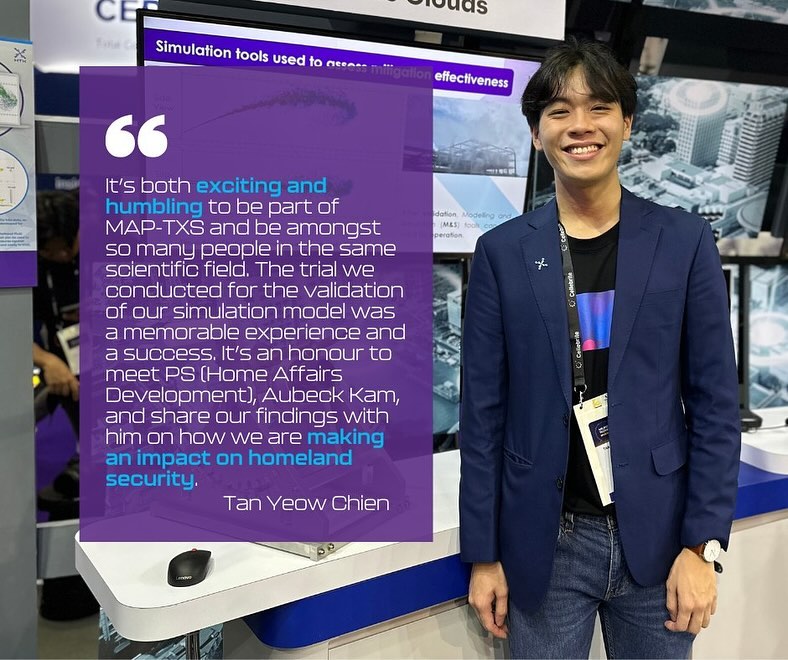 Clouds
Simulation tools used to assess mitigation effectiveness
“
It's both exciting and
humbling to be part of
MAP-TXS and be amongst
so many people in the same
scientific field. The trial we
conducted for the validation
of our simulation model was
a memorable experience and
a success. It's an honour to
meet PS (Home Affairs
Development), Aubeck Kam,
and share our findings with
him on how we are making
an impact on homeland
security.
Tan Yeow Chien
validation, Modelling and
(M&S) tools
operation.
Cellebrite
Cellebrite
Lenovo